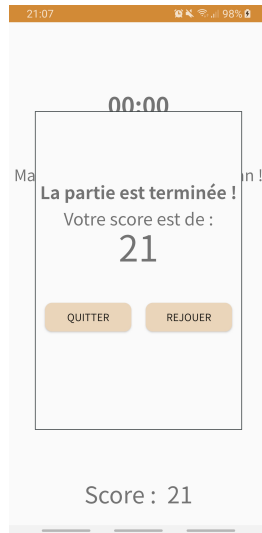 21:07 98%
00:00
Ma !
La partie est terminée !
Votre score est de :
21
QUITTER REJOUER
Score : 21